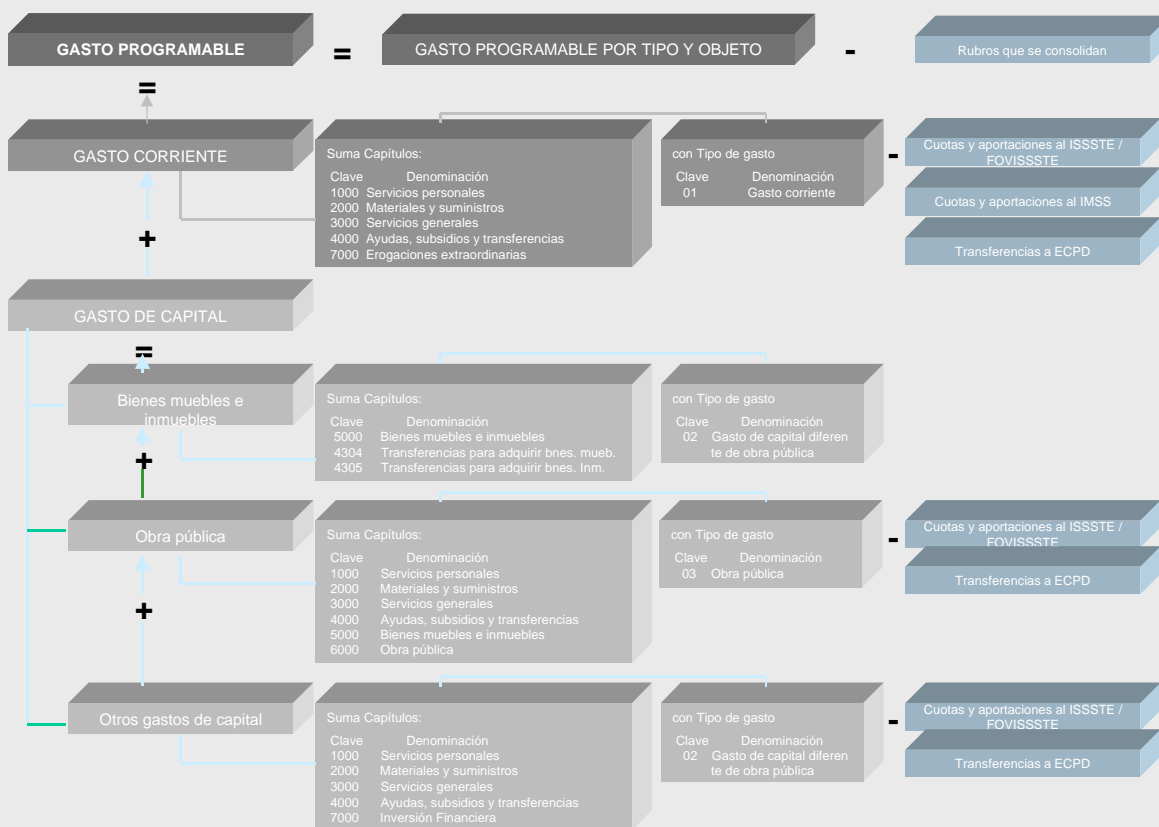 GASTO PROGRAMABLE
=
GASTO PROGRAMABLE POR TIPO Y OBJETO
-
Rubros que se consolidan
=
GASTO CORRIENTE
Suma Capítulos:
Clave Denominación
1000 Servicios personales
2000 Materiales y suministros
3000 Servicios generales
4000 Ayudas, subsidios y transferencias
7000 Erogaciones extraordinarias
con Tipo de gasto
Clave Denominación
01 Gasto corriente
-
Cuotas y aportaciones al ISSSTE /
FOVISSSTE
Cuotas y aportaciones al IMSS
Transferencias a ECPD
+
GASTO DE CAPITAL
=
Bienes muebles e
inmuebles
Suma Capítulos:
Clave Denominación
5000 Bienes muebles e inmuebles
4304 Transferencias para adquirir bnes. mueb.
4305 Transferencias para adquirir bnes. Inm.
con Tipo de gasto
Clave Denominación
02 Gasto de capital diferen
te de obra pública
+
Obra pública
Suma Capítulos:
Clave Denominación
1000 Servicios personales
2000 Materiales y suministros
3000 Servicios generales
4000 Ayudas, subsidios y transferencias
5000 Bienes muebles e inmuebles
6000 Obra pública
con Tipo de gasto
Clave Denominación
03 Obra pública
-
Cuotas y aportaciones al ISSSTE /
FOVISSSTE
Transferencias a ECPD
+
Otros gastos de capital
Suma Capítulos:
Clave Denominación
1000 Servicios personales
2000 Materiales y suministros
3000 Servicios generales
4000 Ayudas, subsidios y transferencias
7000 Inversión Financiera
con Tipo de gasto
Clave Denominación
02 Gasto de capital diferen
te de obra pública
-
Cuotas y aportaciones al ISSSTE /
FOVISSSTE
Transferencias a ECPD